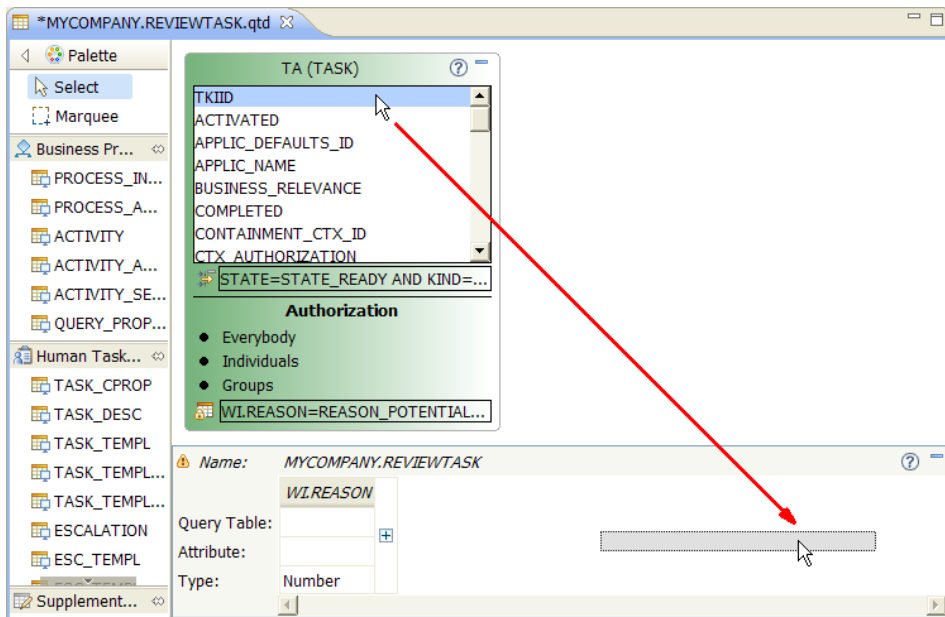 *MYCOMPANY.REVIEWTASK.qtd
Palette
Select
Marquee
Business Pr...
PROCESS_IN...
PROCESS_A...
ACTIVITY
ACTIVITY_A...
ACTIVITY_SE...
QUERY_PROP...
Human Task...
TASK_CPROP
TASK_DESC
TASK_TEMPL
TASK_TEMPL...
TASK_TEMPL...
ESCALATION
ESC_TEMPL
Supplement...
TA (TASK)
TKIID
ACTIVATED
APPLIC_DEFAULTS_ID
APPLIC_NAME
BUSINESS_RELEVANCE
COMPLETED
CONTAINMENT_CTX_ID
CTX_AUTHORIZATION
STATE=STATE_READY AND KIND=...
Authorization
Everybody
Individuals
Groups
WI.REASON=REASON_POTENTIAL...
Name: MYCOMPANY.REVIEWTASK
WI.REASON
Query Table:
Attribute:
Type: Number